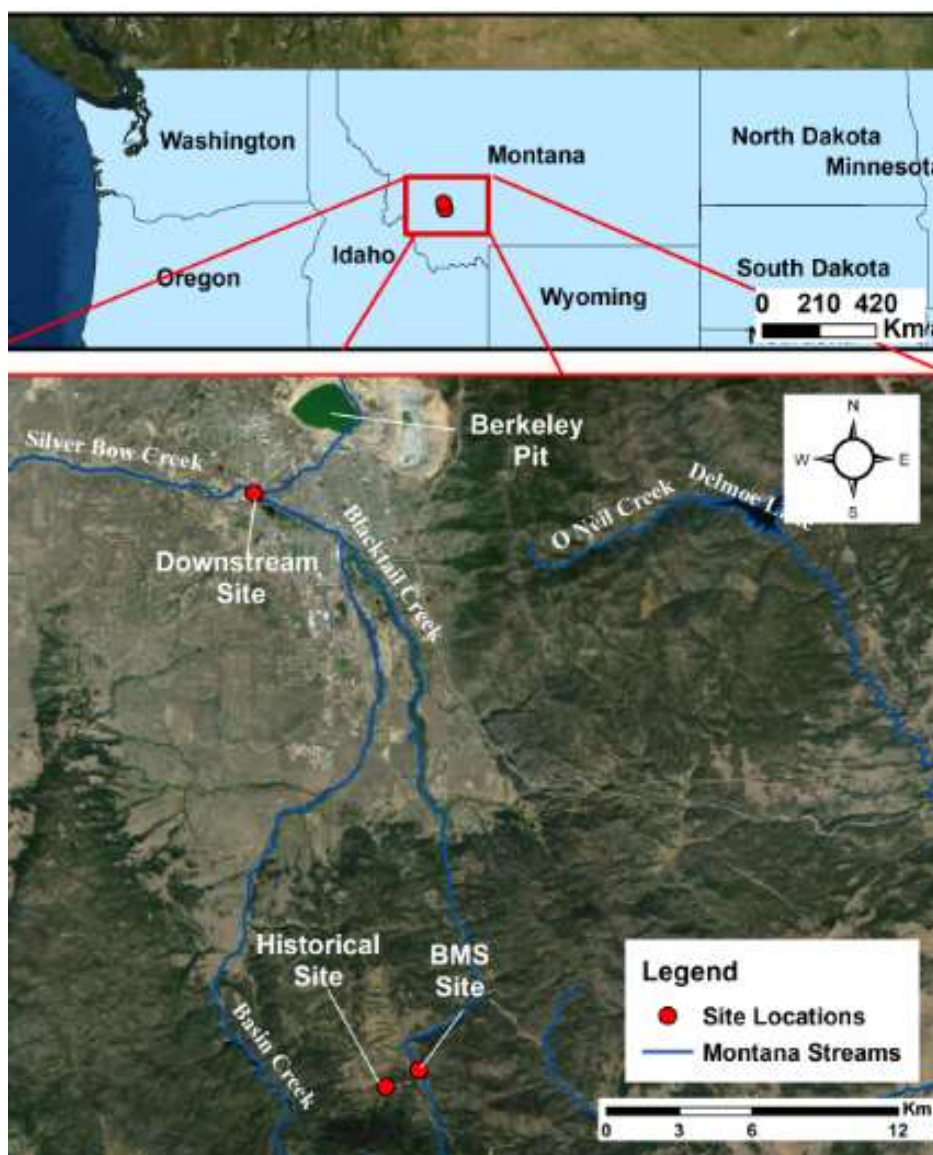 Washington
Montana
North Dakota
Minnesota
Idaho
Oregon
Wyoming
South Dakota
0 210 420
Km
Silver Bow Creek
Berkeley
Pit
N
W E
S
Delmoe
O Neil Creek
Blacktail Creek
Downstream
Site
Historical
Site
BMS
Site
Basin Creek
Legend
Site Locations
Montana Streams
Km
0 3 6 12